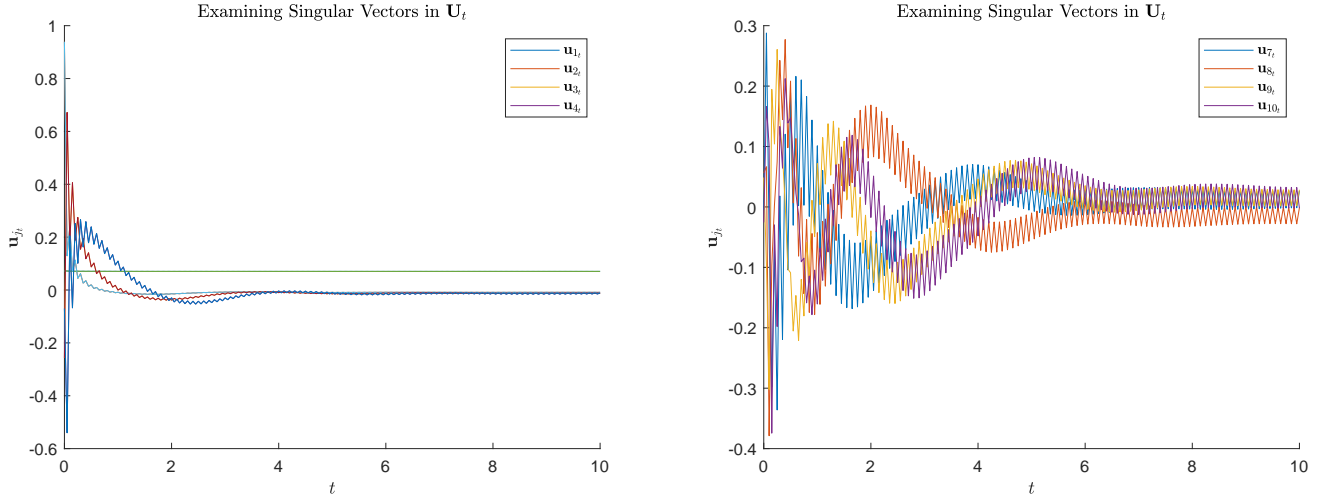 Examining Singular Vectors in U_t
1
0.8
0.6
0.4
0.2
0
-0.2
-0.4
-0.6
u_{j_t}
u_{1_t}
u_{2_t}
u_{3_t}
u_{4_t}
0 2 4 6 8 10
t
Examining Singular Vectors in U_t
0.3
0.2
0.1
0
-0.1
-0.2
-0.3
-0.4
u_{j_t}
u_{7_t}
u_{8_t}
u_{9_t}
u_{10_t}
0 2 4 6 8 10
t